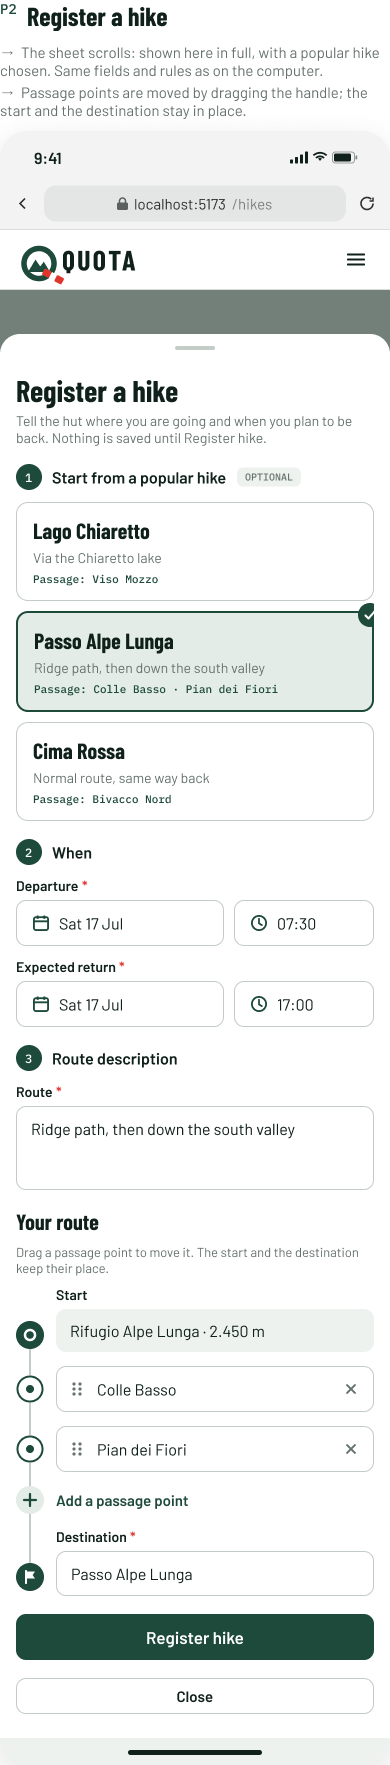 P2 Register a hike
→ The sheet scrolls: shown here in full, with a popular hike
chosen. Same fields and rules as on the computer.
→ Passage points are moved by dragging the handle; the
start and the destination stay in place.
9:41
localhost:5173 /hikes
QUOTA
Register a hike
Tell the hut where you are going and when you plan to be
back. Nothing is saved until Register hike.
1 Start from a popular hike OPTIONAL
Lago Chiaretto
Via the Chiaretto lake
Passage: Viso Mozzo
Passo Alpe Lunga
Ridge path, then down the south valley
Passage: Colle Basso · Pian dei Fiori
Cima Rossa
Normal route, same way back
Passage: Bivacco Nord
2 When
Departure *
Sat 17 Jul 07:30
Expected return *
Sat 17 Jul 17:00
3 Route description
Route *
Ridge path, then down the south valley
Your route
Drag a passage point to move it. The start and the destination
keep their place.
Start
Rifugio Alpe Lunga · 2.450 m
Colle Basso
Pian dei Fiori
Add a passage point
Destination *
Passo Alpe Lunga
Register hike
Close